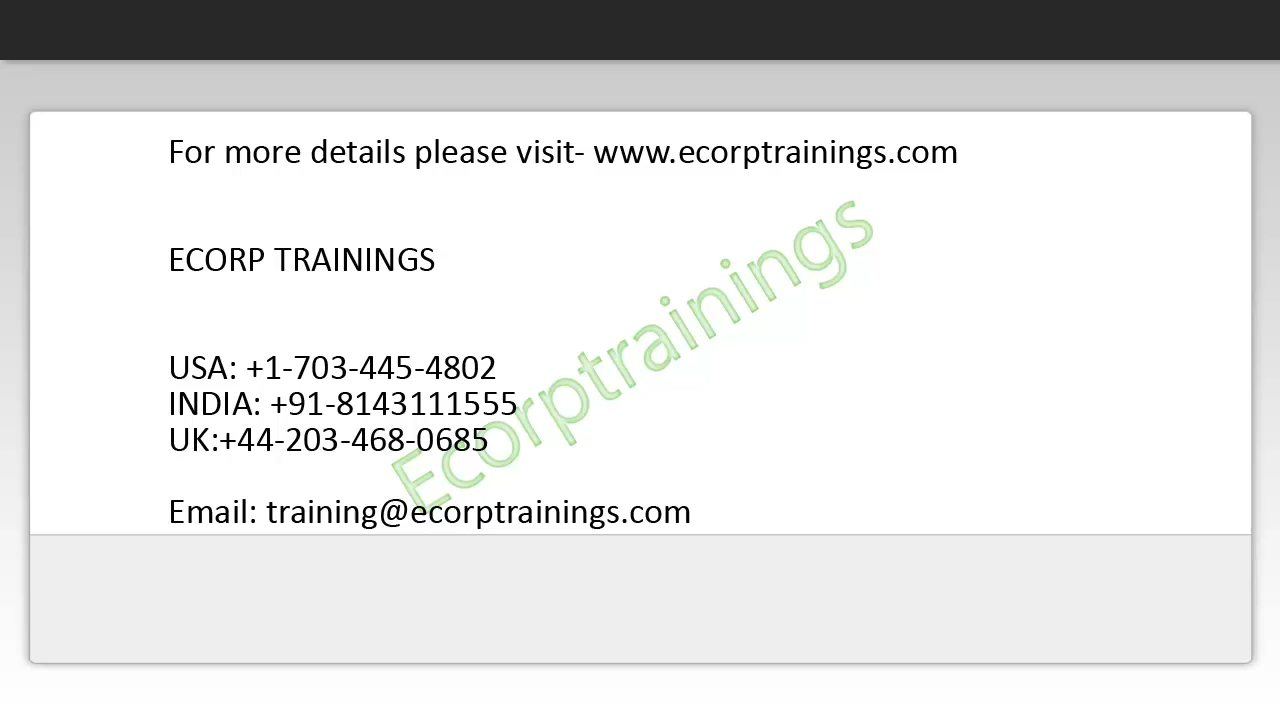 For more details please visit- www.ecorptrainings.com
ECORP TRAININGS
USA: +1-703-445-4802
INDIA: +91-8143111555
UK:+44-203-468-0685
Email: training@ecorptrainings.com
Ecorptrainings